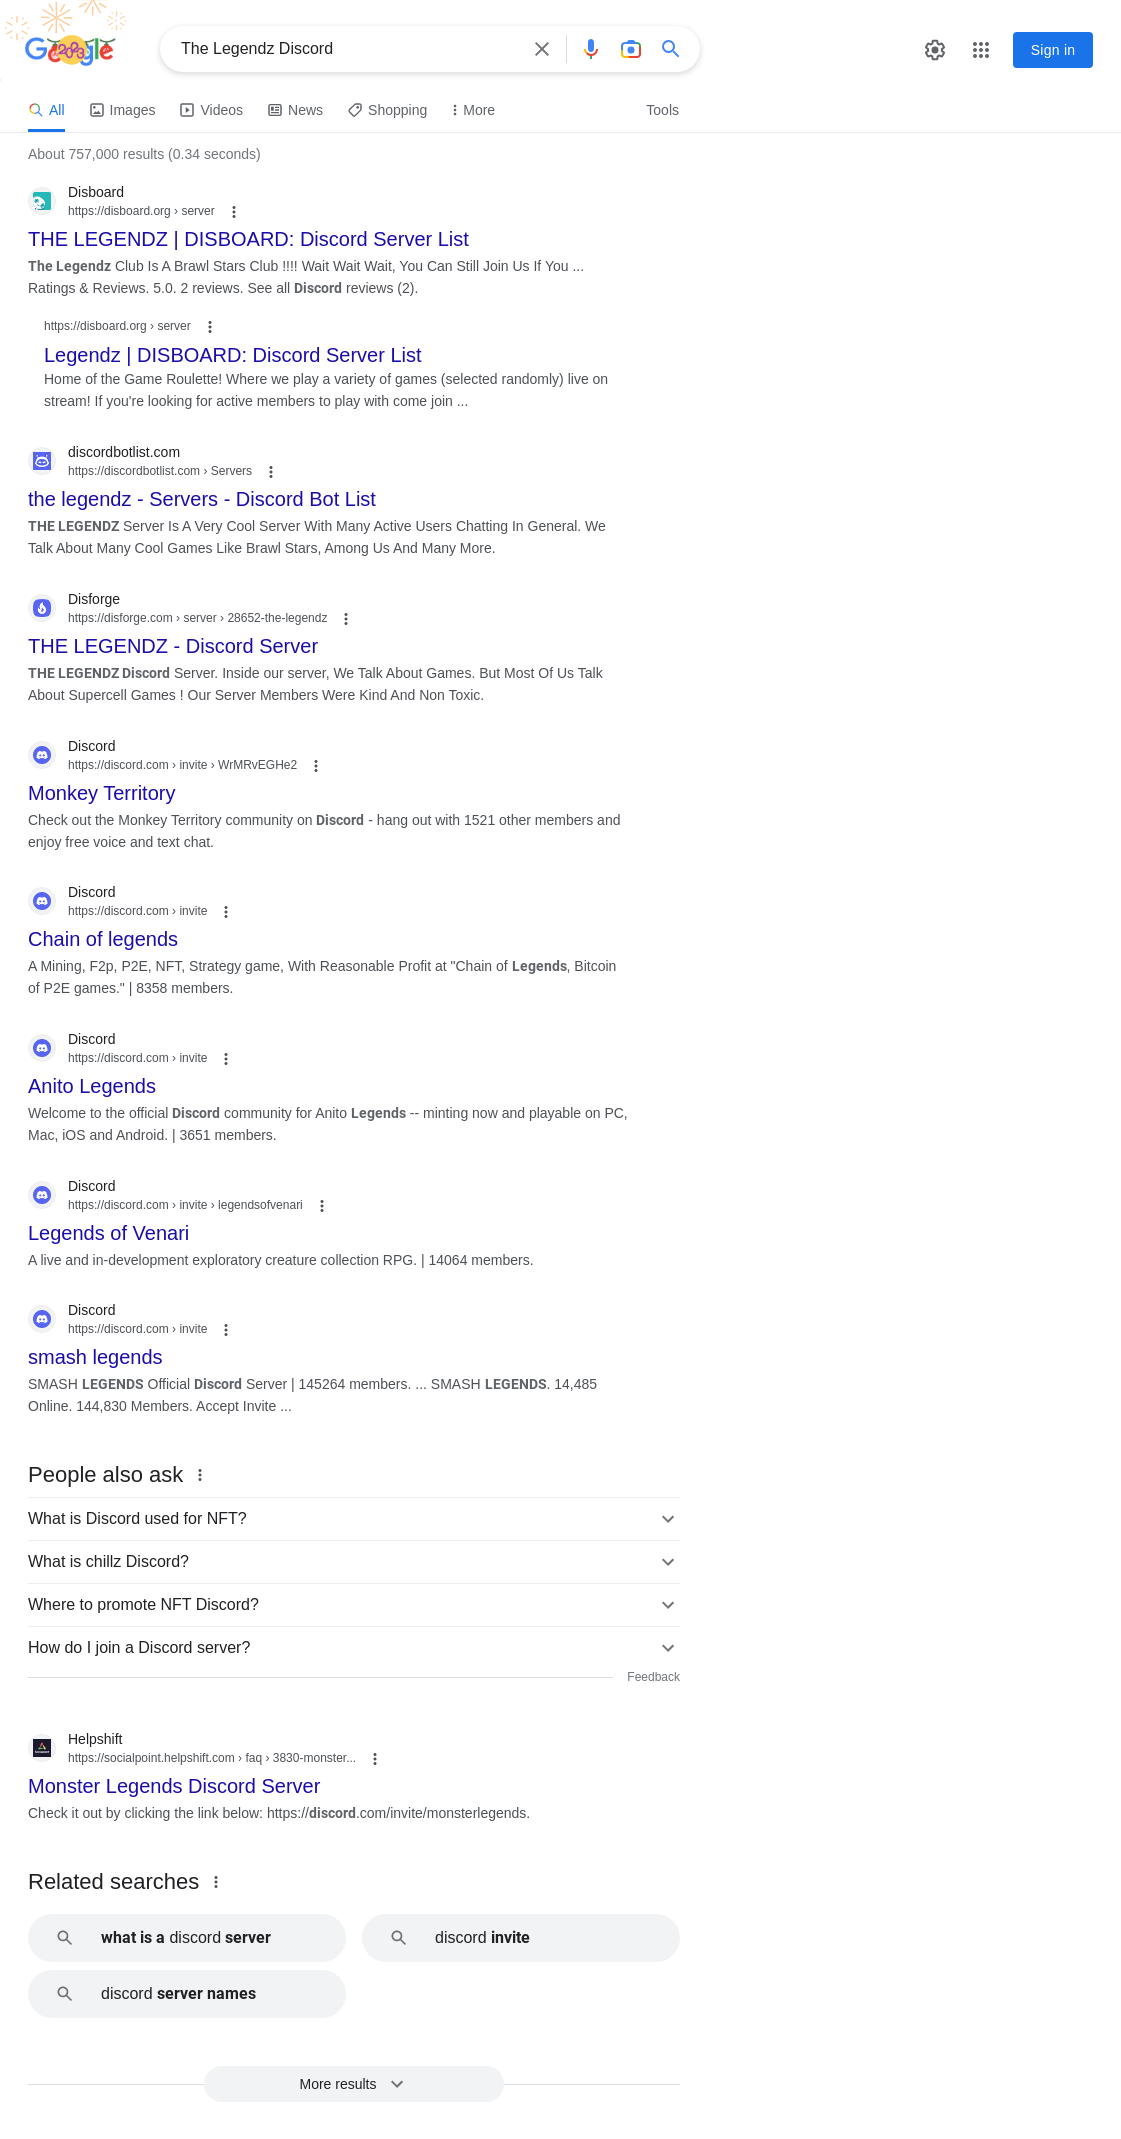 Google
2023
The Legendz Discord
Sign in
All
Images
Videos
News
Shopping
More
Tools
About 757,000 results (0.34 seconds)
Disboard
https://disboard.org › server
THE LEGENDZ | DISBOARD: Discord Server List
The Legendz Club Is A Brawl Stars Club !!!! Wait Wait Wait, You Can Still Join Us If You ...
Ratings & Reviews. 5.0. 2 reviews. See all Discord reviews (2).
https://disboard.org › server
Legendz | DISBOARD: Discord Server List
Home of the Game Roulette! Where we play a variety of games (selected randomly) live on
stream! If you're looking for active members to play with come join ...
discordbotlist.com
https://discordbotlist.com › Servers
the legendz - Servers - Discord Bot List
THE LEGENDZ Server Is A Very Cool Server With Many Active Users Chatting In General. We
Talk About Many Cool Games Like Brawl Stars, Among Us And Many More.
Disforge
https://disforge.com › server › 28652-the-legendz
THE LEGENDZ - Discord Server
THE LEGENDZ Discord Server. Inside our server, We Talk About Games. But Most Of Us Talk
About Supercell Games ! Our Server Members Were Kind And Non Toxic.
Discord
https://discord.com › invite › WrMRvEGHe2
Monkey Territory
Check out the Monkey Territory community on Discord - hang out with 1521 other members and
enjoy free voice and text chat.
Discord
https://discord.com › invite
Chain of legends
A Mining, F2p, P2E, NFT, Strategy game, With Reasonable Profit at "Chain of Legends, Bitcoin
of P2E games." | 8358 members.
Discord
https://discord.com › invite
Anito Legends
Welcome to the official Discord community for Anito Legends -- minting now and playable on PC,
Mac, iOS and Android. | 3651 members.
Discord
https://discord.com › invite › legendsofvenari
Legends of Venari
A live and in-development exploratory creature collection RPG. | 14064 members.
Discord
https://discord.com › invite
smash legends
SMASH LEGENDS Official Discord Server | 145264 members. ... SMASH LEGENDS. 14,485
Online. 144,830 Members. Accept Invite ...
People also ask
What is Discord used for NFT?
What is chillz Discord?
Where to promote NFT Discord?
How do I join a Discord server?
Feedback
Helpshift
https://socialpoint.helpshift.com › faq › 3830-monster...
Monster Legends Discord Server
Check it out by clicking the link below: https://discord.com/invite/monsterlegends.
Related searches
what is a discord server
discord invite
discord server names
More results